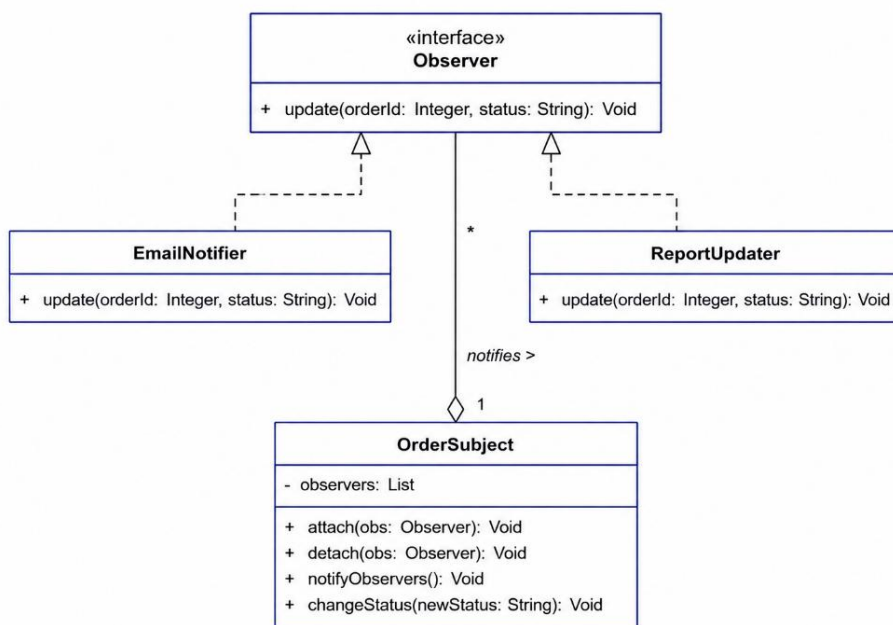 «interface»
Observer
+ update(orderId: Integer, status: String): Void
*
EmailNotifier
+ update(orderId: Integer, status: String): Void
ReportUpdater
+ update(orderId: Integer, status: String): Void
notifies >
1
OrderSubject
- observers: List
+ attach(obs: Observer): Void
+ detach(obs: Observer): Void
+ notifyObservers(): Void
+ changeStatus(newStatus: String): Void